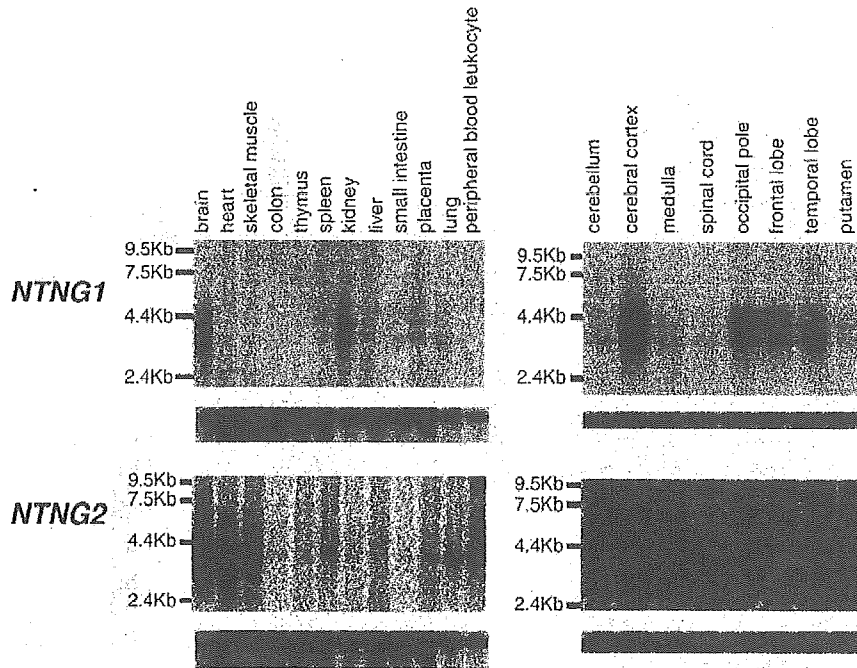 brain
heart
skeletal muscle
colon
thymus
spleen
kidney
liver
small intestine
placenta
lung
peripheral blood leukocyte
cerebellum
cerebral cortex
medulla
spinal cord
occipital pole
frontal lobe
temporal lobe
putamen
NTNG1
9.5Kb
7.5Kb
4.4Kb
2.4Kb
9.5Kb
7.5Kb
4.4Kb
2.4Kb
NTNG2
9.5Kb
7.5Kb
4.4Kb
2.4Kb
9.5Kb
7.5Kb
4.4Kb
2.4Kb